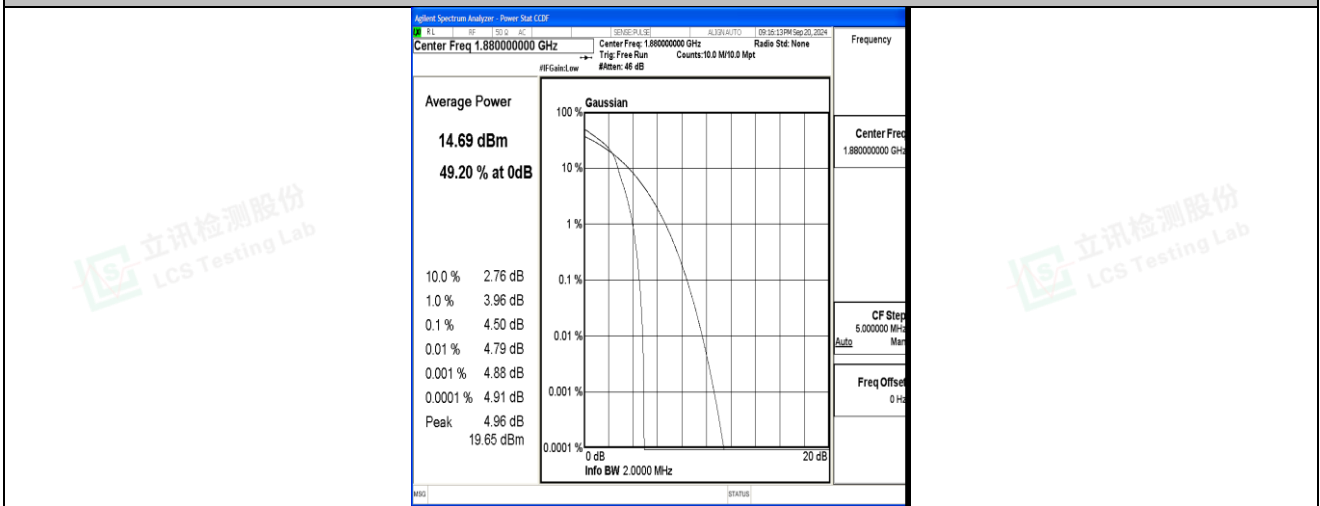 Agilent Spectrum Analyzer - Power Stat CCDF
RL RF 50 Ω AC SENSE:PULSE ALIGNAUTO 09:16:13 PM Sep 20, 2024
Center Freq 1.880000000 GHz
Center Freq: 1.880000000 GHz Radio Std: None
Trig: Free Run Counts:10.0 M/10.0 Mpt
#IFGain:Low #Atten: 46 dB
Frequency
Average Power
14.69 dBm
49.20 % at 0dB
10.0 % 2.76 dB
1.0 % 3.96 dB
0.1 % 4.50 dB
0.01 % 4.79 dB
0.001 % 4.88 dB
0.0001 % 4.91 dB
Peak 4.96 dB
19.65 dBm
Gaussian
100 %
10 %
1 %
0.1 %
0.01 %
0.001 %
0.0001 %
0 dB 20 dB
Info BW 2.0000 MHz
Center Freq
1.880000000 GHz
CF Step
5.000000 MHz
Auto Man
Freq Offset
0 Hz
MSG STATUS
立讯检测股份
LCS Testing Lab
立讯检测股份
LCS Testing Lab